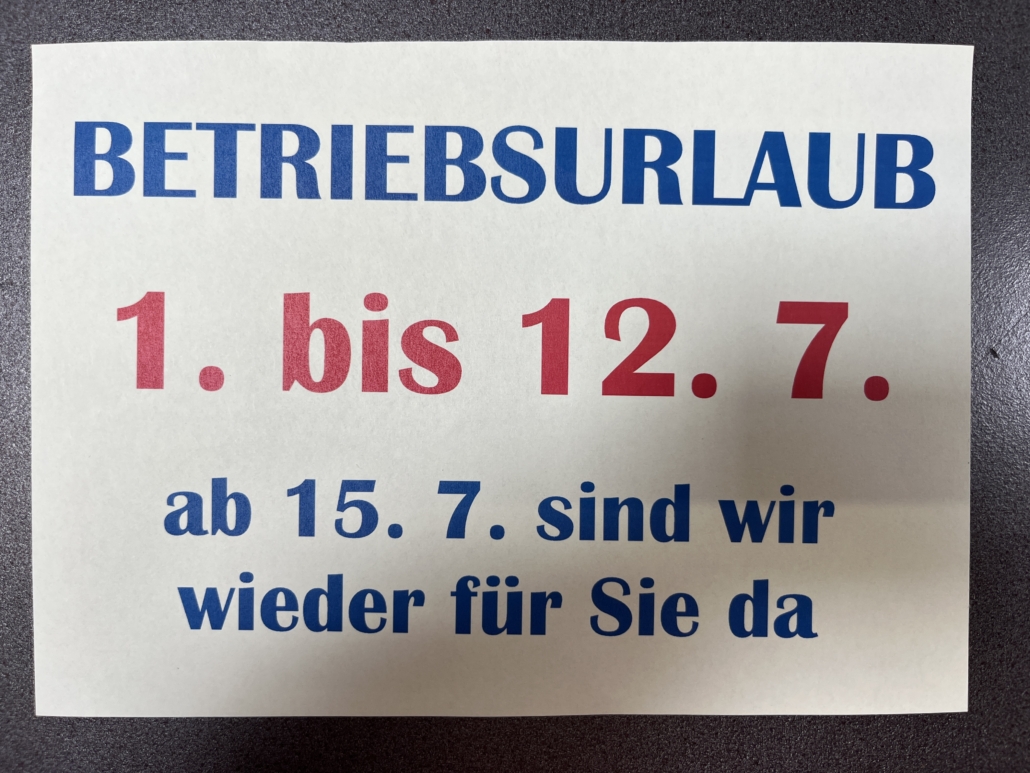 BETRIEBSURLAUB
1. bis 12. 7.
ab 15. 7. sind wir
wieder für Sie da